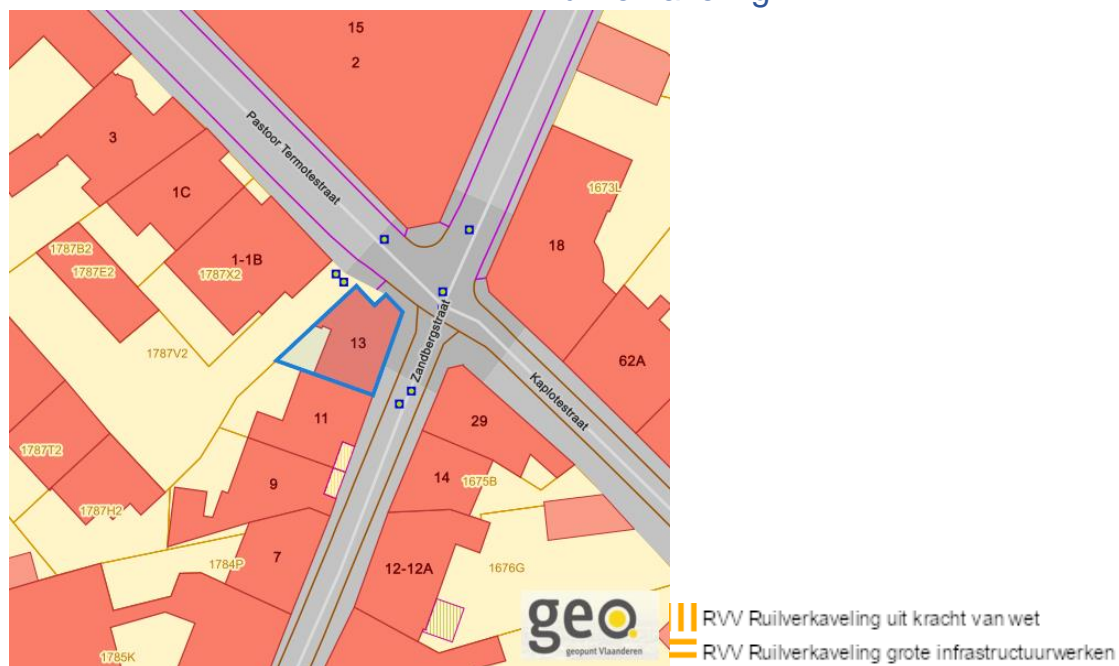 15
2
Pastoor Termotestraat
3
1C
1673L
1787B2
1787E2
1-1B
1787X2
18
13
Zandbergstraat
1787V2
62A
Kaplotestraat
11
29
1787T2
9
14
1675B
1787H2
7
1784P
12-12A
1676G
1785K
geo
geopunt Vlaanderen
RVV Ruilverkaveling uit kracht van wet
RVV Ruilverkaveling grote infrastructuurwerken